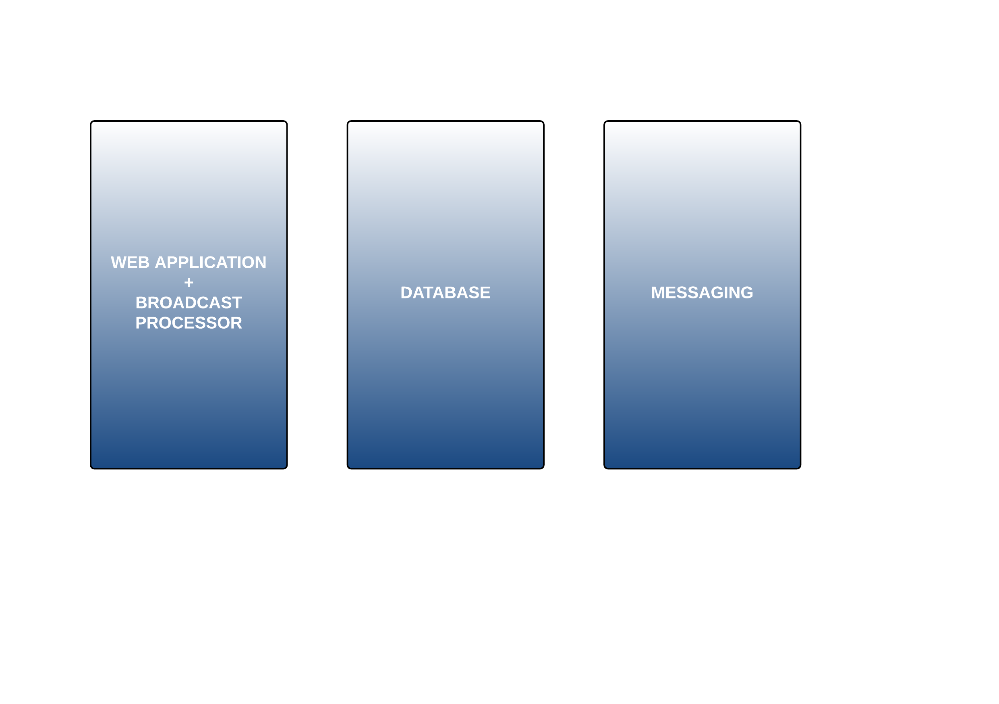 WEB APPLICATION
+
BROADCAST
PROCESSOR
DATABASE
MESSAGING